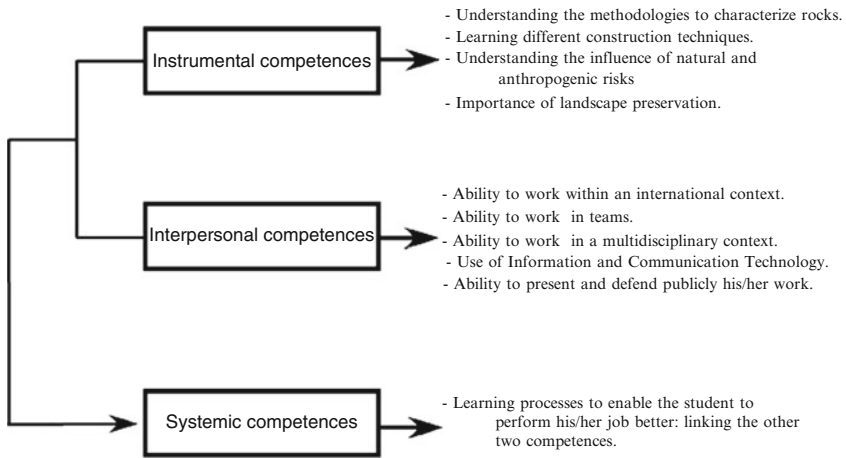 Instrumental competences
- Understanding the methodologies to characterize rocks.
- Learning different construction techniques.
- Understanding the influence of natural and
anthropogenic risks
- Importance of landscape preservation.
Interpersonal competences
- Ability to work within an international context.
- Ability to work in teams.
- Ability to work in a multidisciplinary context.
- Use of Information and Communication Technology.
- Ability to present and defend publicly his/her work.
Systemic competences
- Learning processes to enable the student to
perform his/her job better: linking the other
two competences.